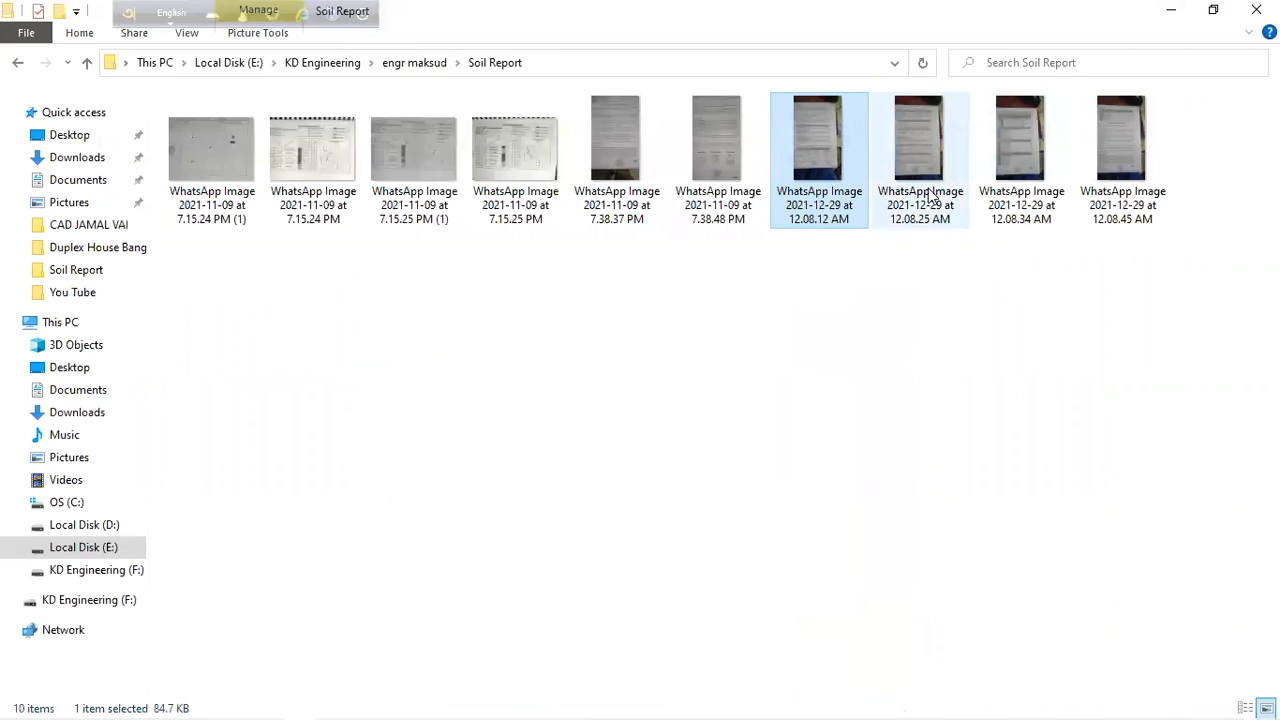 English
Manage
Soil Report
File
Home
Share
View
Picture Tools
This PC
Local Disk (E:)
KD Engineering
engr maksud
Soil Report
Search Soil Report
Quick access
Desktop
Downloads
Documents
Pictures
CAD JAMAL VAI
Duplex House Bang
Soil Report
You Tube
This PC
3D Objects
Desktop
Documents
Downloads
Music
Pictures
Videos
OS (C:)
Local Disk (D:)
Local Disk (E:)
KD Engineering (F:)
KD Engineering (F:)
Network
WhatsApp Image
2021-11-09 at
7.15.24 PM (1)
WhatsApp Image
2021-11-09 at
7.15.24 PM
WhatsApp Image
2021-11-09 at
7.15.25 PM (1)
WhatsApp Image
2021-11-09 at
7.15.25 PM
WhatsApp Image
2021-11-09 at
7.38.37 PM
WhatsApp Image
2021-11-09 at
7.38.48 PM
WhatsApp Image
2021-12-29 at
12.08.12 AM
WhatsApp Image
2021-12-29 at
12.08.25 AM
WhatsApp Image
2021-12-29 at
12.08.34 AM
WhatsApp Image
2021-12-29 at
12.08.45 AM
10 items
1 item selected 84.7 KB